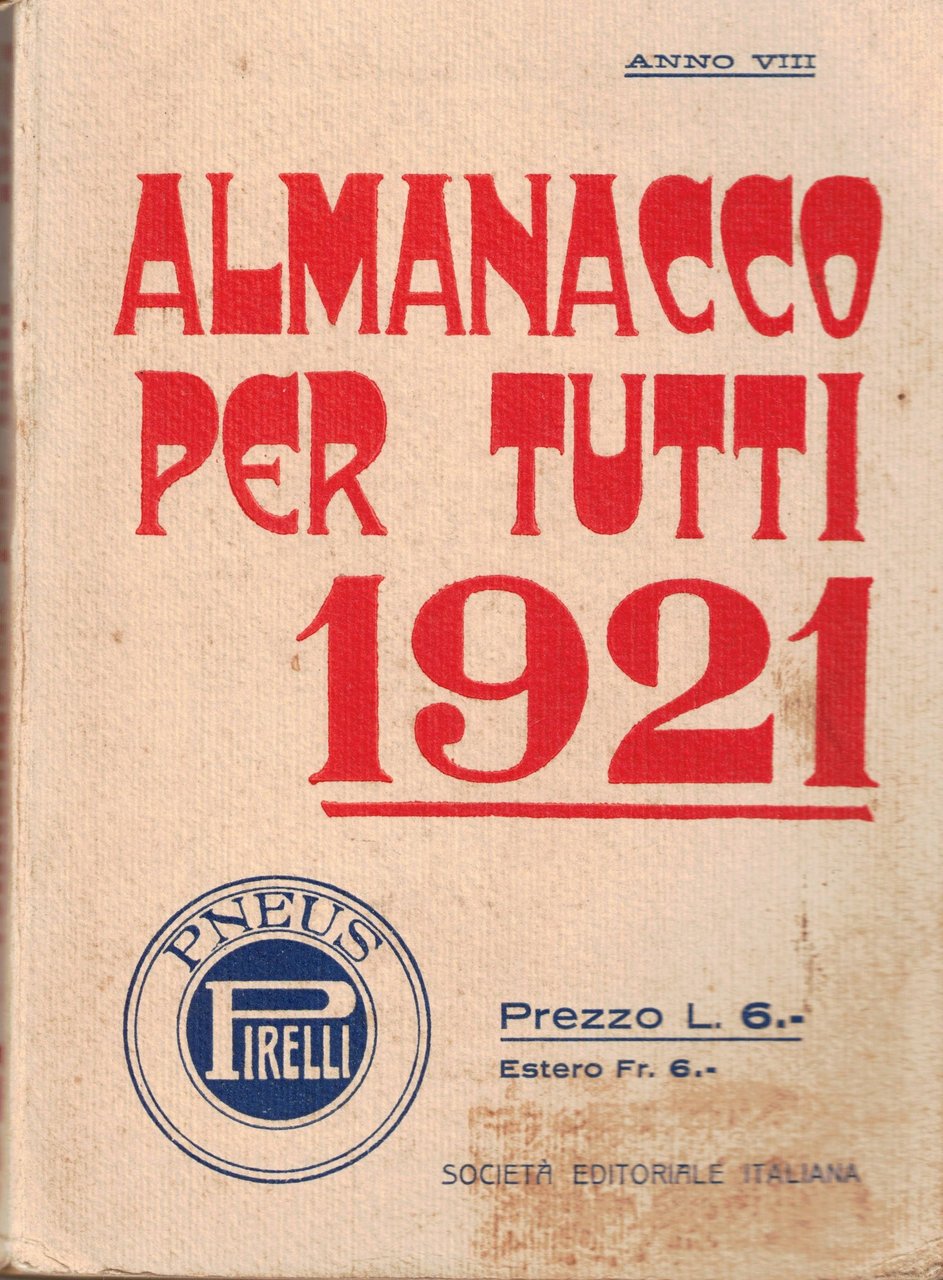 ANNO VIII
ALMANACCO
PER TUTTI
1921
PNEUS
PIRELLI
Prezzo L. 6.-
Estero Fr. 6.-
SOCIETÀ EDITORIALE ITALIANA